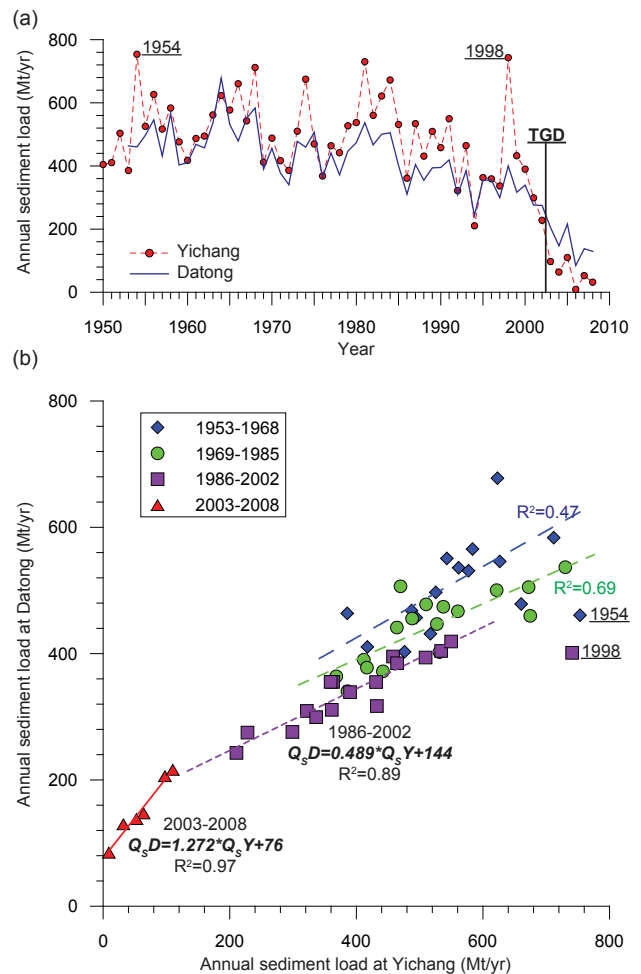 (a)
Annual sediment load (Mt/yr)
800
600
400
200
0
1954
1998
TGD
Yichang
Datong
1950 1960 1970 1980 1990 2000 2010
Year
(b)
Annual sediment load at Datong (Mt/yr)
800
600
400
200
0
1953-1968
1969-1985
1986-2002
2003-2008
R²=0.47
R²=0.69
1954
1998
1986-2002
QₛD=0.489*QₛY+144
R²=0.89
2003-2008
QₛD=1.272*QₛY+76
R²=0.97
0 200 400 600 800
Annual sediment load at Yichang (Mt/yr)